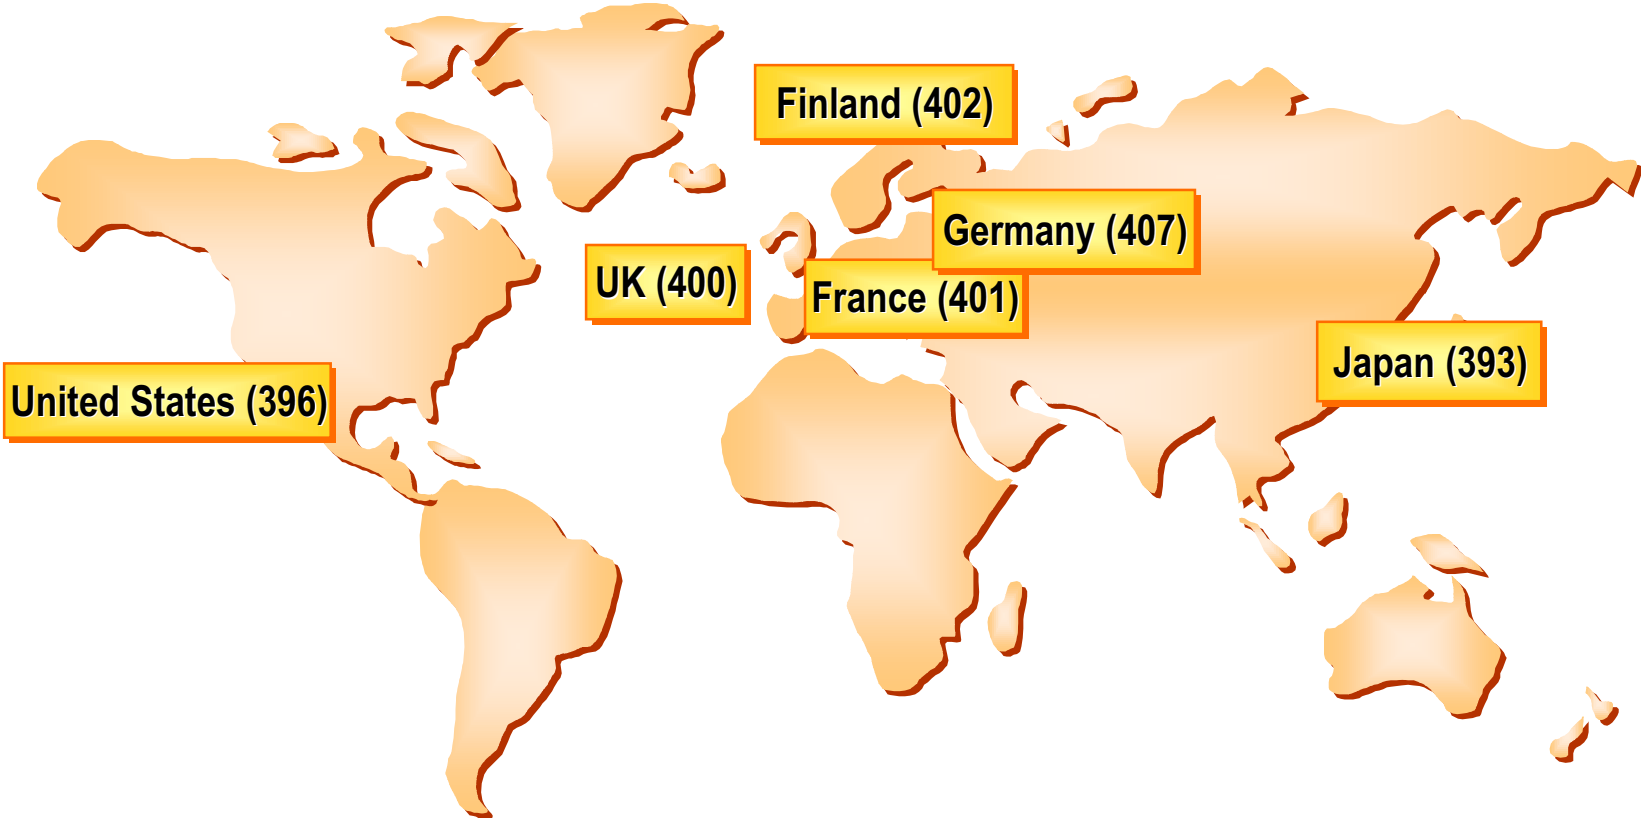 Finland (402)
Germany (407)
UK (400)
France (401)
Japan (393)
United States (396)